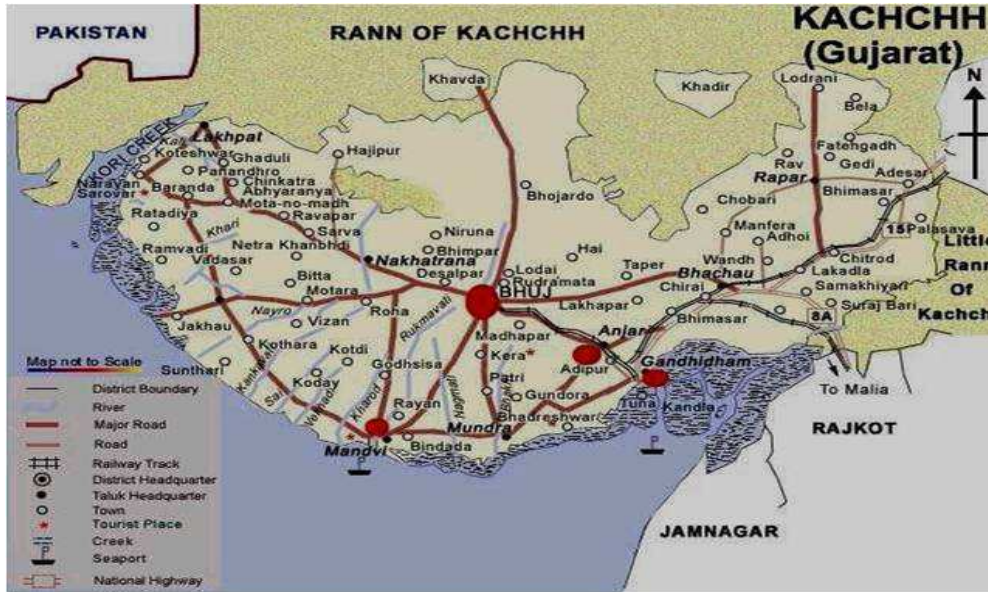 PAKISTAN
RANN OF KACHCHH
KACHCHH
(Gujarat)
N
Khavda
Khadir
Lodrani
Bela
KORI CREEK
Lakhpat
Koteshwar
Ghaduli
Hajipur
Fatengadh
Rav
Gedi
Panandhro
Narayan
Sarovar
Baranda
Chinkatra
Abhyaranya
Mota-no-madh
Bhojardo
Rapar
Bhimasar
Adesar
Chobari
Ratadiya
Ravapar
Khari
Sarva
Niruna
Manfera
15
Palasava
Ramvadi
Netra
Khanbhdi
Bhimpar
Hai
Adhoi
Little
Rann
Of
Kachch
Vadasar
Nakhatrana
Wandh
Chitrod
Bitta
Desalpar
Lodai
Rudramata
Taper
Bhachau
Lakadla
Motara
BHUJ
Lakhapar
Chirai
Samakhiyari
Jakhau
Nayro
Vizan
Roha
Rukmavati
Bhimasar
Suraj Bari
8A
Madhapar
Anjar
Kothara
Kotdi
Godhsisa
Kera
Adipur
Gandhidham
Map not to Scale
Sunthari
Koday
Kharod
Patri
Gundora
Tuna
Kandla
To Malia
Rayan
Nagmati
Bhadreshwar
Mundra
Bindada
Mandvi
RAJKOT
JAMNAGAR
District Boundary
River
Major Road
Road
Railway Track
District Headquarter
Taluk Headquarter
Town
Tourist Place
Creek
P
Seaport
National Highway
P
P